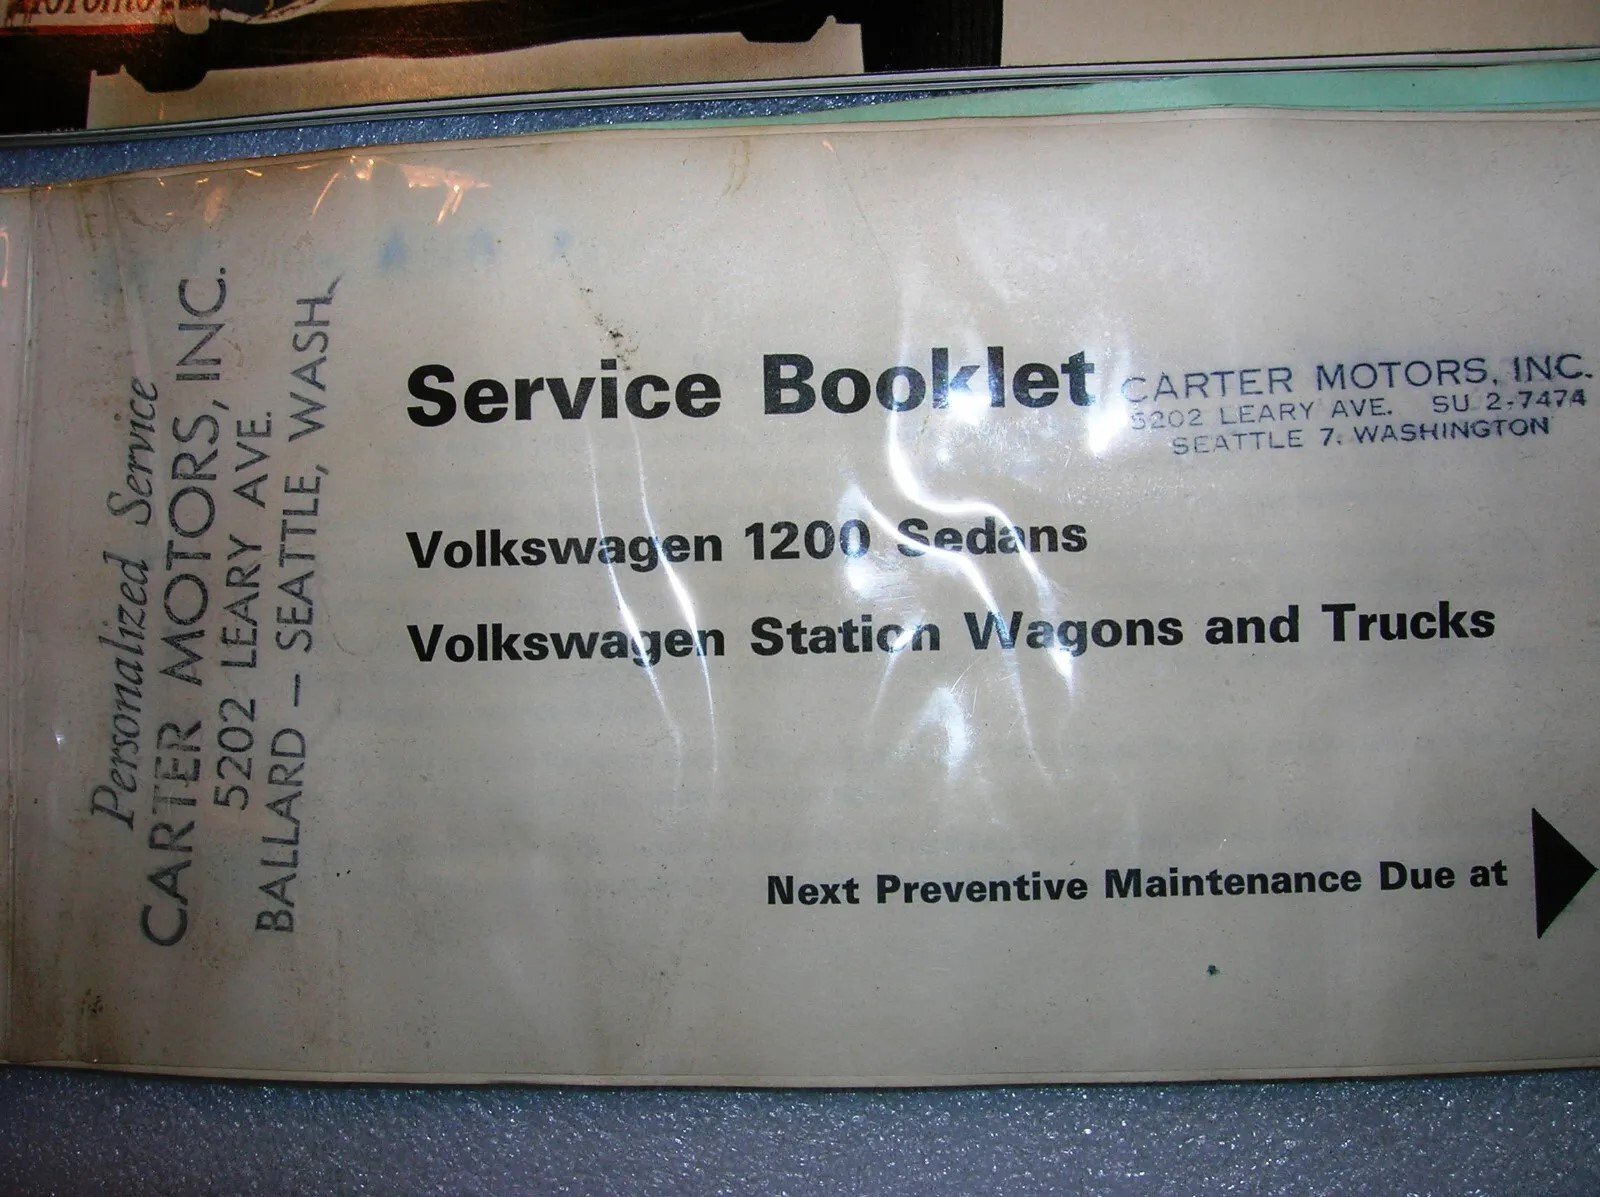 Personalized Service
CARTER MOTORS, INC.
5202 LEARY AVE.
BALLARD – SEATTLE, WASH.
Service Booklet
CARTER MOTORS, INC.
5202 LEARY AVE. SU 2-7474
SEATTLE 7, WASHINGTON
Volkswagen 1200 Sedans
Volkswagen Station Wagons and Trucks
Next Preventive Maintenance Due at